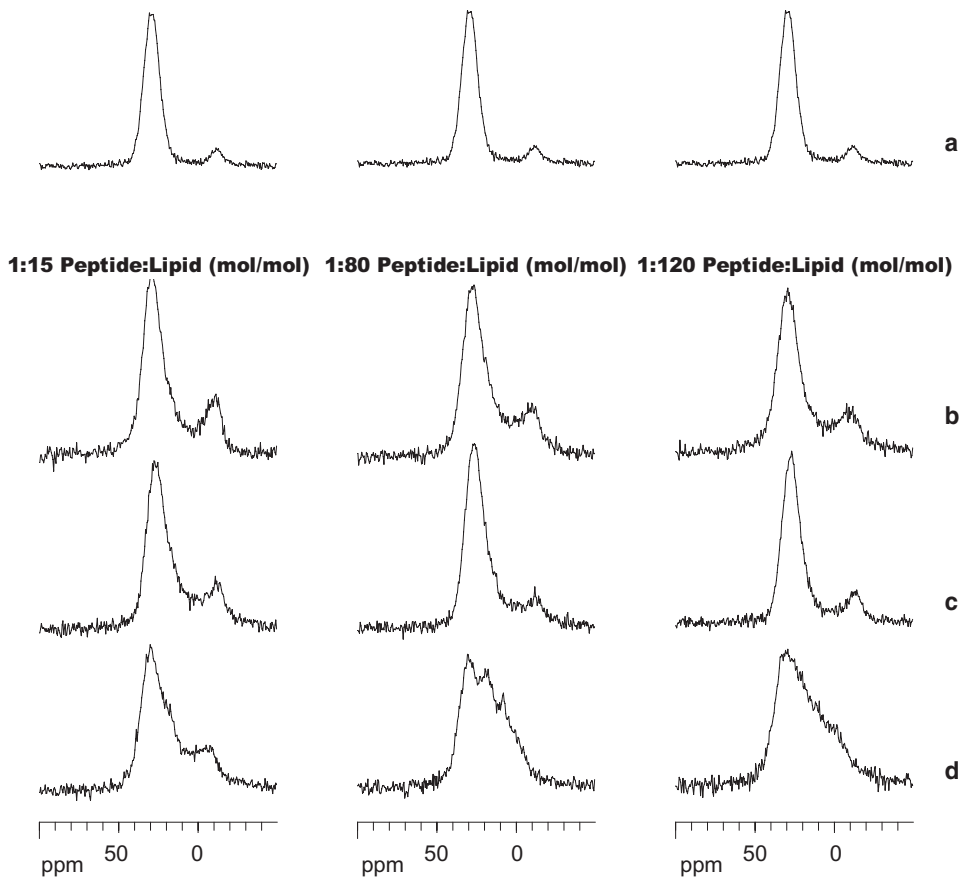 a
1:15 Peptide:Lipid (mol/mol) 1:80 Peptide:Lipid (mol/mol) 1:120 Peptide:Lipid (mol/mol)
b
c
d
50 0 50 0 50 0
ppm ppm ppm